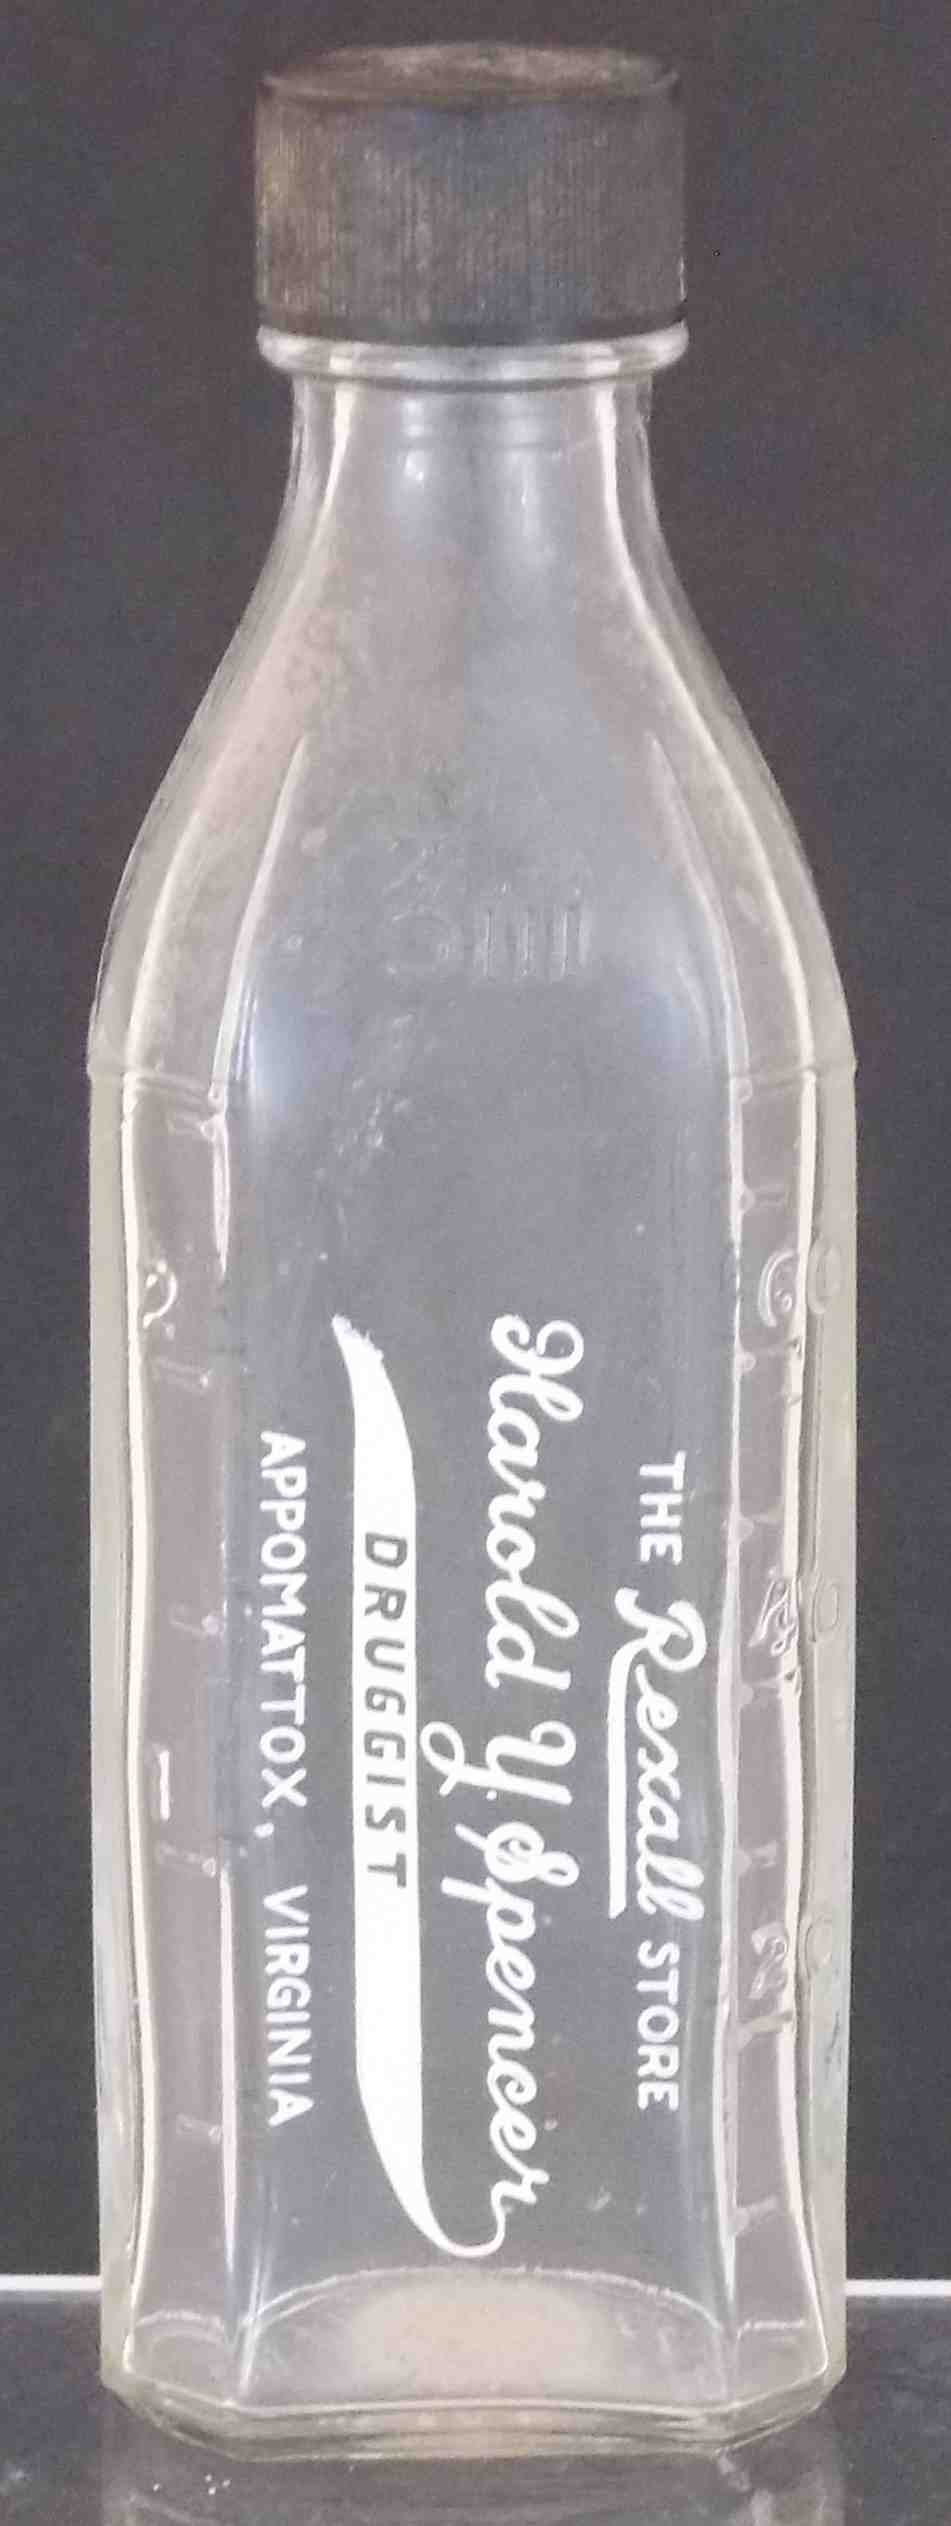 THE Rexall STORE
Harold Y. Spencer
DRUGGIST
APPOMATTOX, VIRGINIA